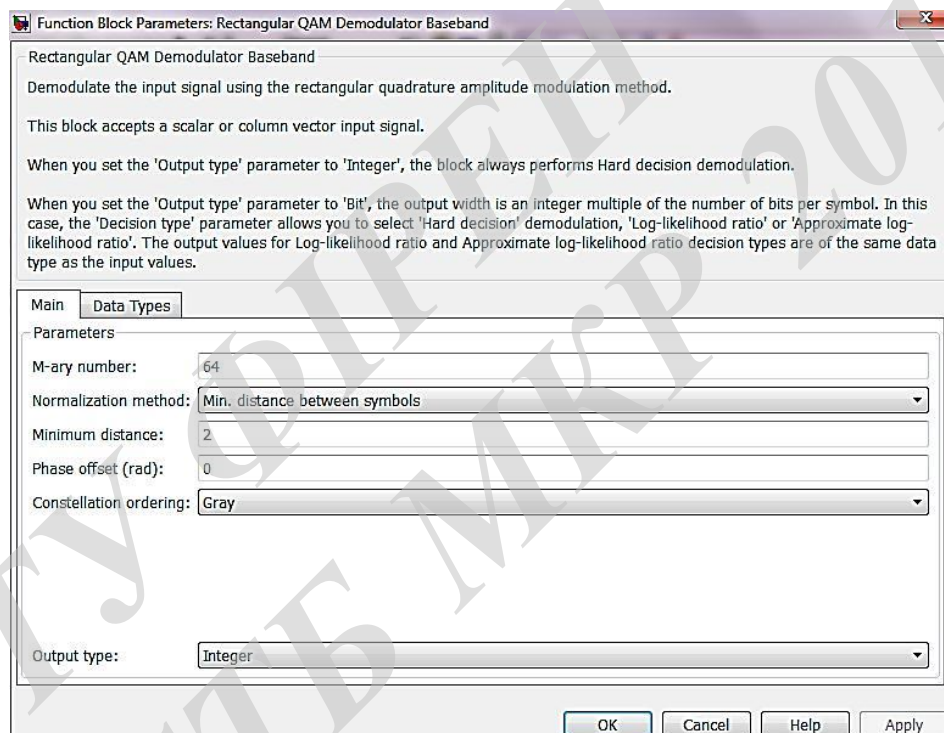 Function Block Parameters: Rectangular QAM Demodulator Baseband
Rectangular QAM Demodulator Baseband
Demodulate the input signal using the rectangular quadrature amplitude modulation method.
This block accepts a scalar or column vector input signal.
When you set the 'Output type' parameter to 'Integer', the block always performs Hard decision demodulation.
When you set the 'Output type' parameter to 'Bit', the output width is an integer multiple of the number of bits per symbol. In this
case, the 'Decision type' parameter allows you to select 'Hard decision' demodulation, 'Log-likelihood ratio' or 'Approximate log-
likelihood ratio'. The output values for Log-likelihood ratio and Approximate log-likelihood ratio decision types are of the same data
type as the input values.
Main Data Types
Parameters
M-ary number: 64
Normalization method: Min. distance between symbols
Minimum distance: 2
Phase offset (rad): 0
Constellation ordering: Gray
Output type: Integer
OK Cancel Help Apply
ТУ ФІРЕН
МКР 201